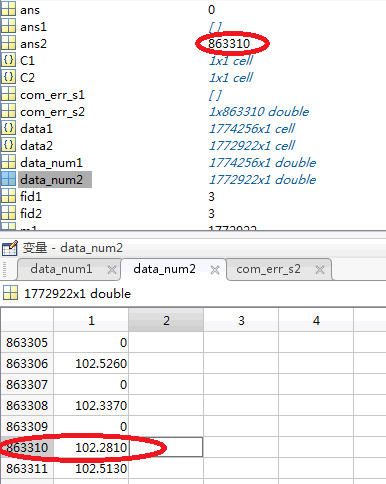 ans 0
ans1 []
ans2 863310
C1 1x1 cell
C2 1x1 cell
com_err_s1 []
com_err_s2 1x863310 double
data1 1774256x1 cell
data2 1772922x1 cell
data_num1 1774256x1 double
data_num2 1772922x1 double
fid1 3
fid2 3
变量 - data_num2
data_num1 data_num2 com_err_s2
1772922x1 double
1 2 3 4
863305 0
863306 102.5260
863307 0
863308 102.3370
863309 0
863310 102.2810
863311 102.5130